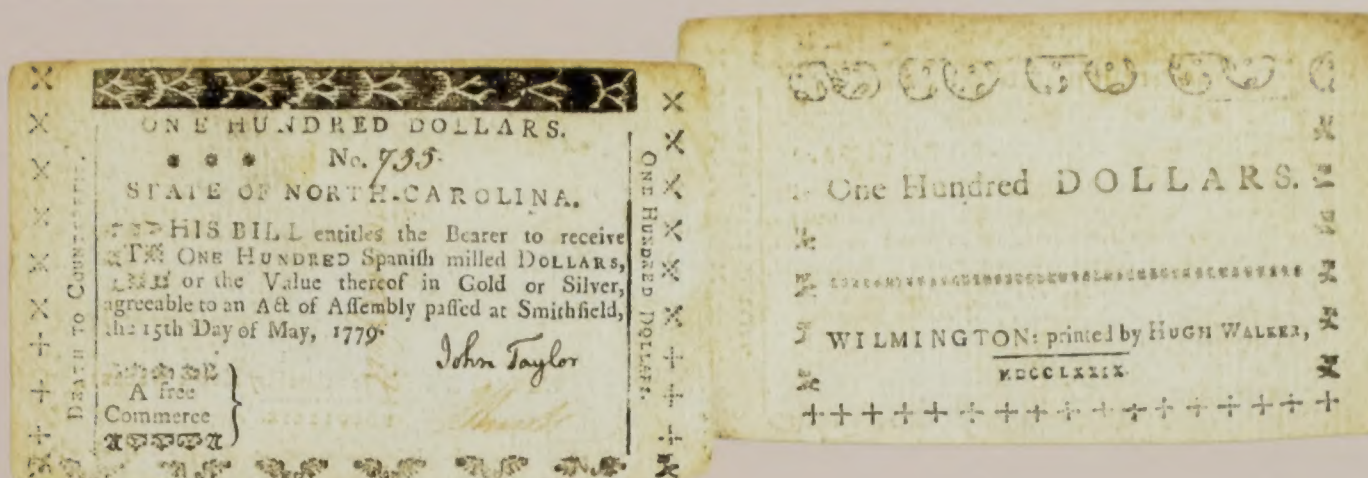 ONE HUNDRED DOLLARS.
No. 735.
STATE OF NORTH-CAROLINA.
THIS BILL entitles the Bearer to receive
ONE HUNDRED Spaniſh milled DOLLARS,
or the Value thereof in Gold or Silver,
agreeable to an Act of Aſſembly paſſed at Smithfield,
the 15th Day of May, 1779.
John Taylor
A free
Commerce
DEATH TO COUNTERFEIT.
ONE HUNDRED DOLLARS.
One Hundred DOLLARS.
WILMINGTON: printed by HUGH WALKER,
MDCCLXXIX.